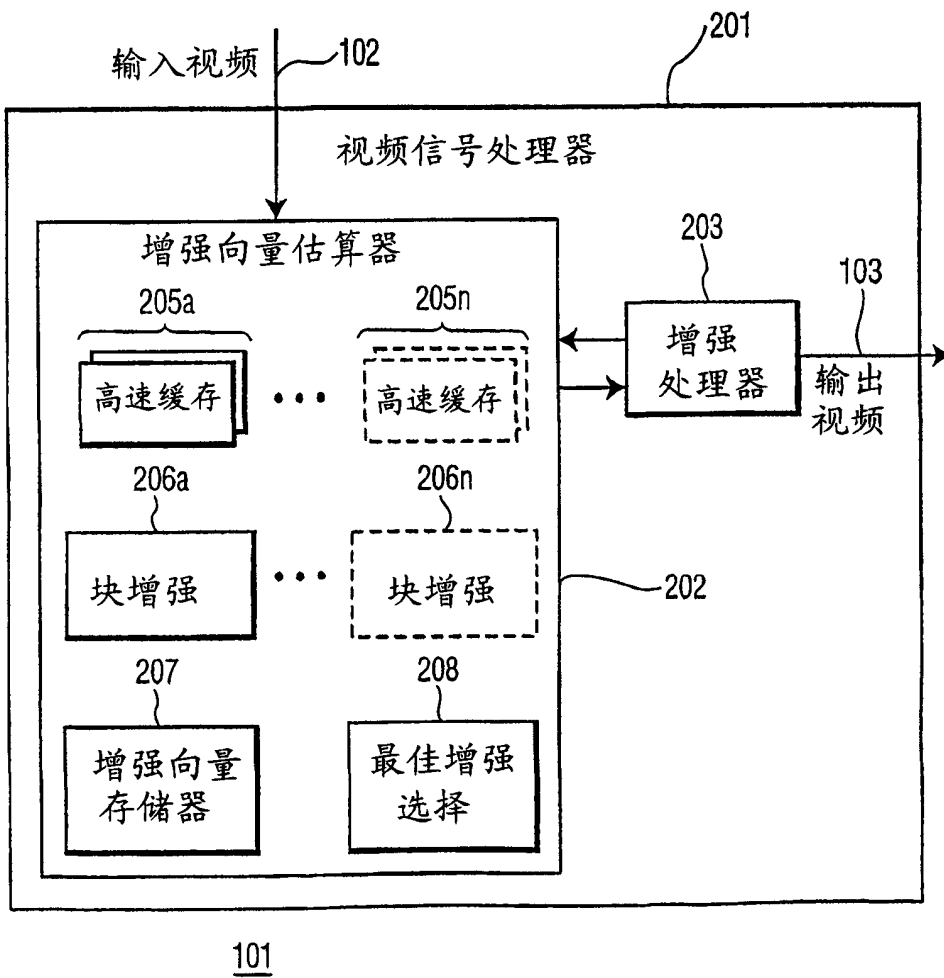 201
输入视频
102
视频信号处理器
增强向量估算器
203
103
205a
205n
增强
处理器
高速缓存
高速缓存
输出
视频
206a
206n
块增强
块增强
202
207
208
增强向量
存储器
最佳增强
选择
101